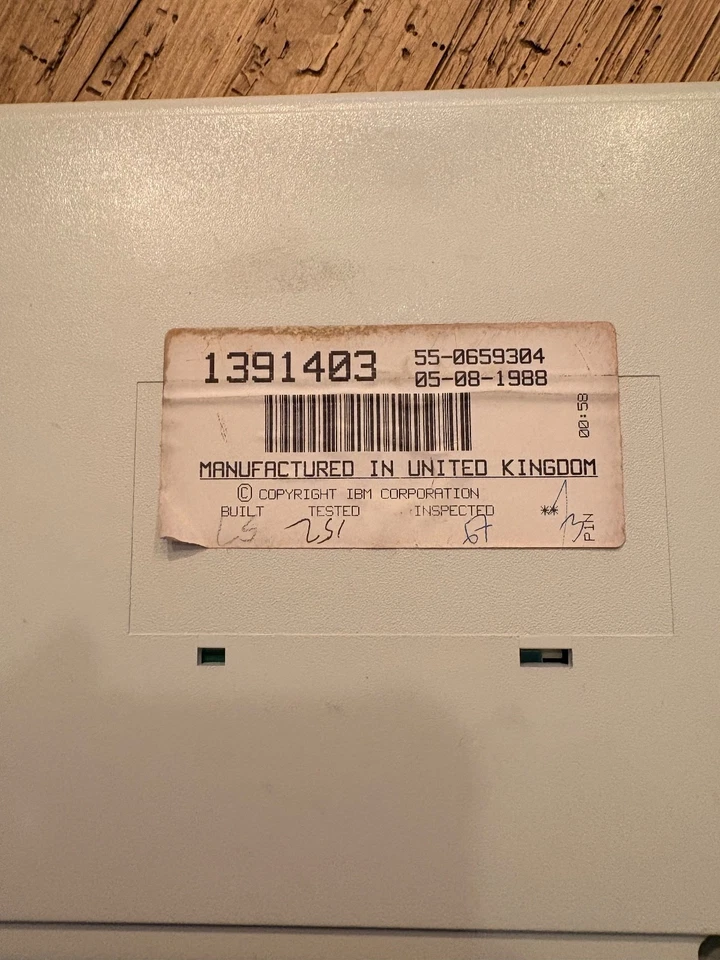 1391403
55-0659304
05-08-1988
00:58
MANUFACTURED IN UNITED KINGDOM
© COPYRIGHT IBM CORPORATION
BUILT TESTED INSPECTED **
PIN